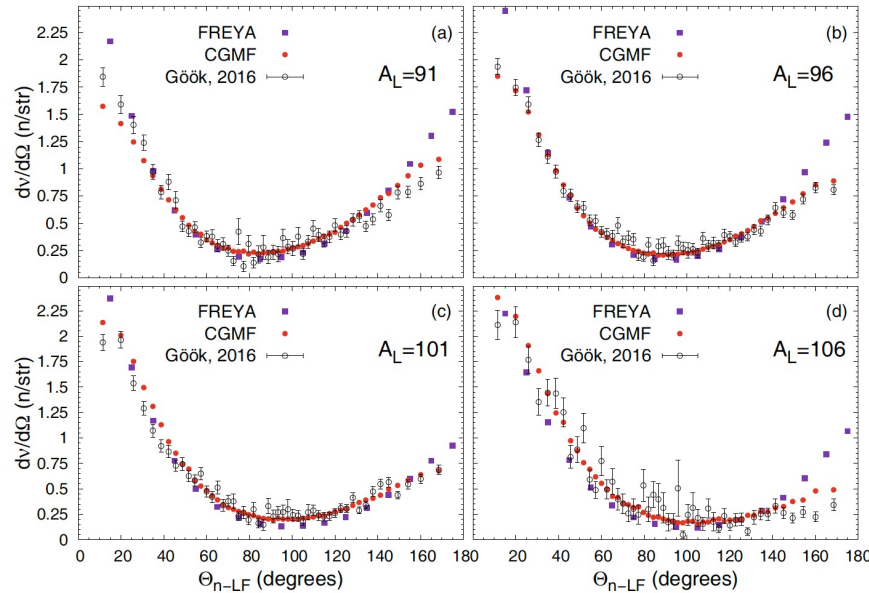 2.25
2
1.75
1.5
1.25
1
0.75
0.5
0.25
0
dν/dΩ (n/str)
FREYA
CGMF
Göök, 2016
(a)
A_L=91
FREYA
CGMF
Göök, 2016
(b)
A_L=96
2.25
2
1.75
1.5
1.25
1
0.75
0.5
0.25
0
dν/dΩ (n/str)
FREYA
CGMF
Göök, 2016
(c)
A_L=101
FREYA
CGMF
Göök, 2016
(d)
A_L=106
0 20 40 60 80 100 120 140 160 180
Θn−LF (degrees)
20 40 60 80 100 120 140 160 180
Θn−LF (degrees)